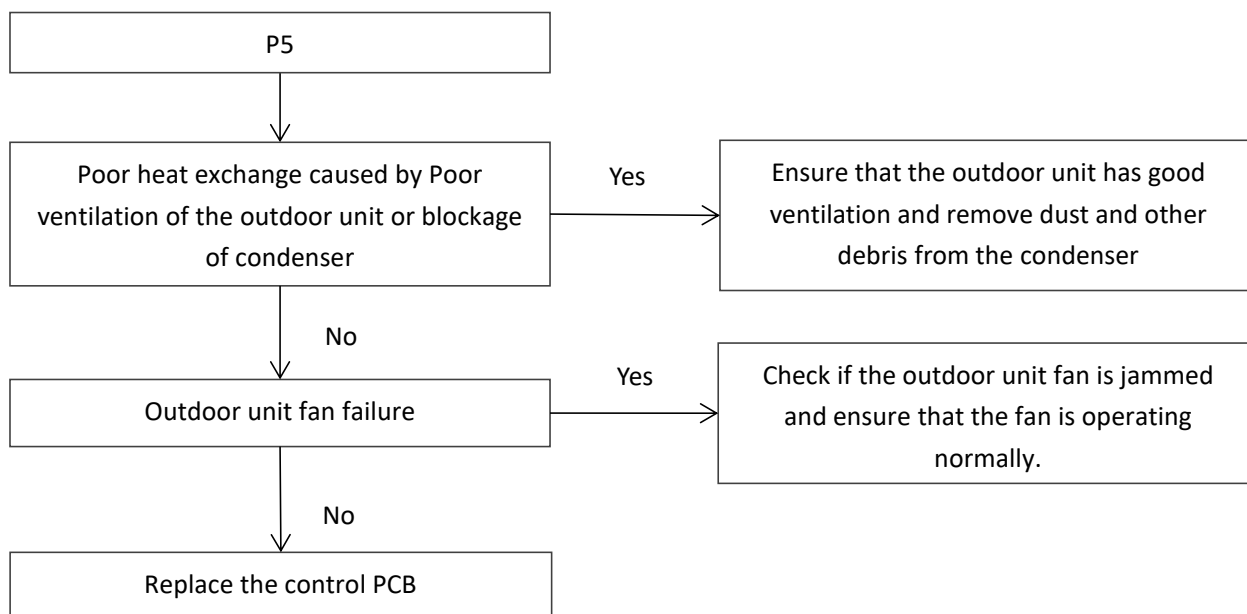 P5
Poor heat exchange caused by Poor
ventilation of the outdoor unit or blockage
of condenser
Yes
Ensure that the outdoor unit has good
ventilation and remove dust and other
debris from the condenser
No
Outdoor unit fan failure
Yes
Check if the outdoor unit fan is jammed
and ensure that the fan is operating
normally.
No
Replace the control PCB